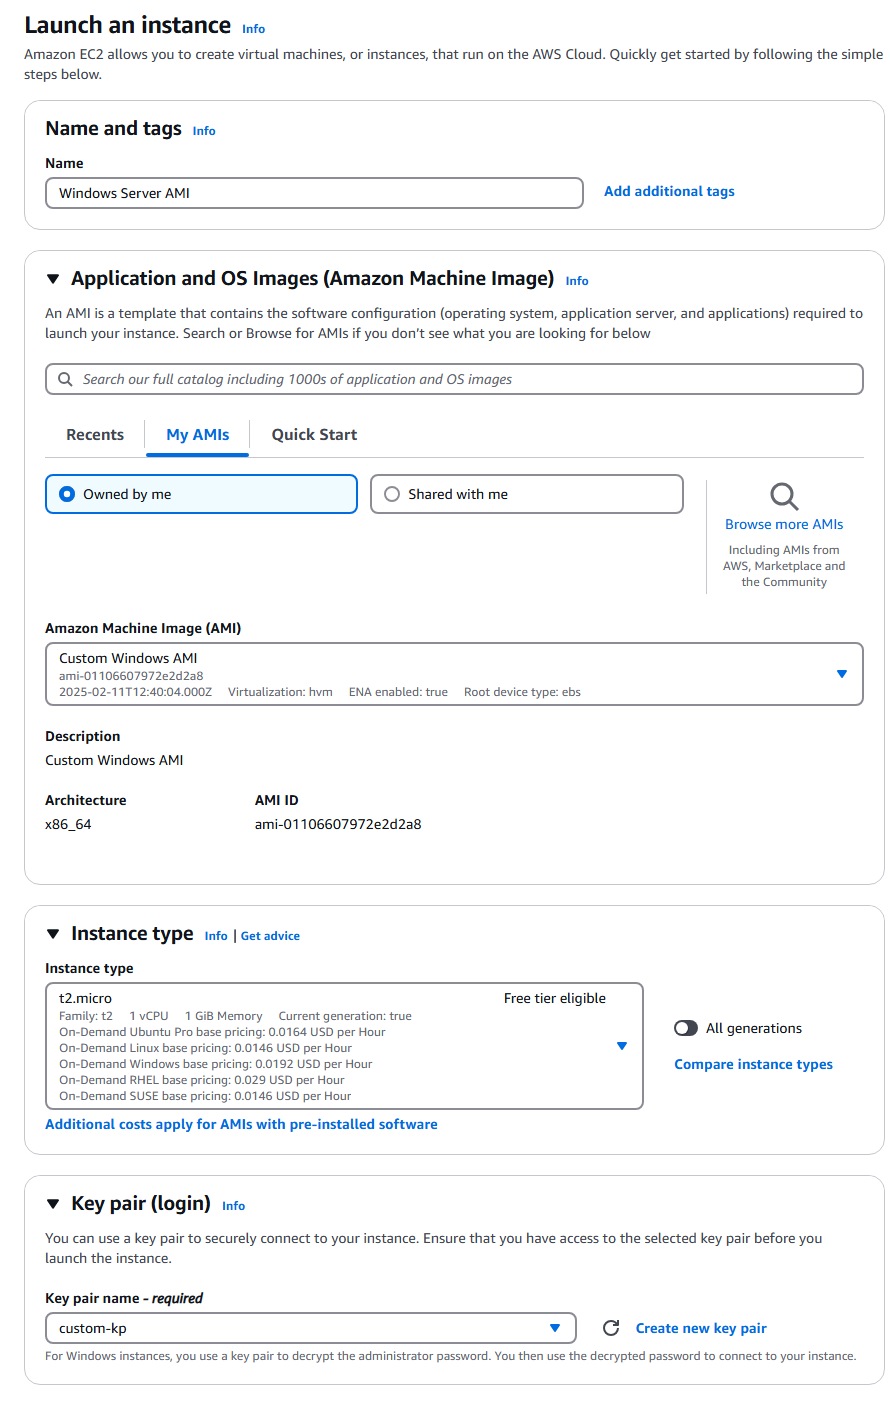 Launch an instance Info
Amazon EC2 allows you to create virtual machines, or instances, that run on the AWS Cloud. Quickly get started by following the simple
steps below.
Name and tags Info
Name
Windows Server AMI
Add additional tags
Application and OS Images (Amazon Machine Image) Info
An AMI is a template that contains the software configuration (operating system, application server, and applications) required to
launch your instance. Search or Browse for AMIs if you don't see what you are looking for below
Search our full catalog including 1000s of application and OS images
Recents My AMIs Quick Start
Owned by me Shared with me
Browse more AMIs
Including AMIs from
AWS, Marketplace and
the Community
Amazon Machine Image (AMI)
Custom Windows AMI
ami-01106607972e2d2a8
2025-02-11T12:40:04.000Z Virtualization: hvm ENA enabled: true Root device type: ebs
Description
Custom Windows AMI
Architecture AMI ID
x86_64 ami-01106607972e2d2a8
Instance type Info | Get advice
Instance type
t2.micro Free tier eligible
Family: t2 1 vCPU 1 GiB Memory Current generation: true
On-Demand Ubuntu Pro base pricing: 0.0164 USD per Hour
On-Demand Linux base pricing: 0.0146 USD per Hour
On-Demand Windows base pricing: 0.0192 USD per Hour
On-Demand RHEL base pricing: 0.029 USD per Hour
On-Demand SUSE base pricing: 0.0146 USD per Hour
All generations
Compare instance types
Additional costs apply for AMIs with pre-installed software
Key pair (login) Info
You can use a key pair to securely connect to your instance. Ensure that you have access to the selected key pair before you
launch the instance.
Key pair name - required
custom-kp
Create new key pair
For Windows instances, you use a key pair to decrypt the administrator password. You then use the decrypted password to connect to your instance.